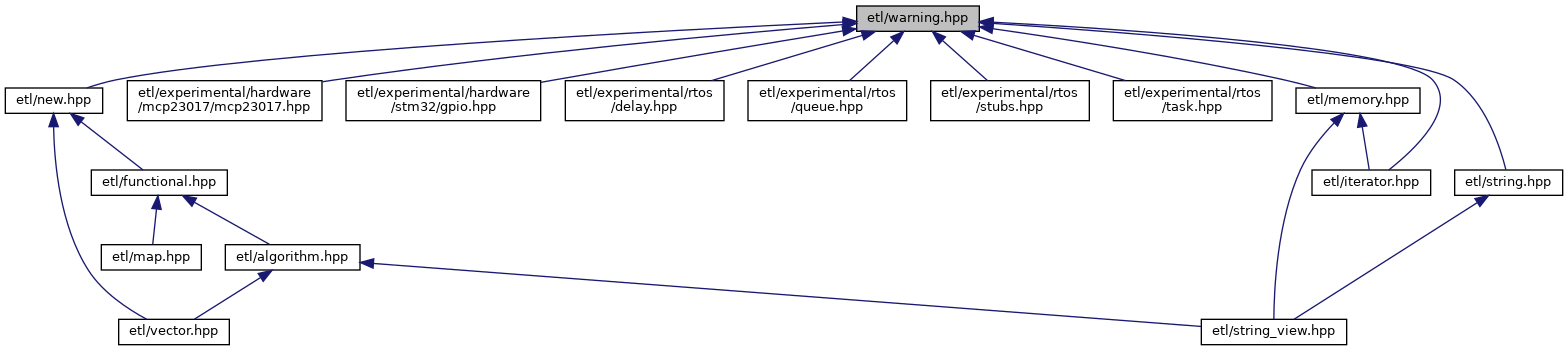 etl/warning.hpp
etl/new.hpp
etl/experimental/hardware
/mcp23017/mcp23017.hpp
etl/experimental/hardware
/stm32/gpio.hpp
etl/experimental/rtos
/delay.hpp
etl/experimental/rtos
/queue.hpp
etl/experimental/rtos
/stubs.hpp
etl/experimental/rtos
/task.hpp
etl/memory.hpp
etl/functional.hpp
etl/iterator.hpp
etl/string.hpp
etl/map.hpp
etl/algorithm.hpp
etl/vector.hpp
etl/string_view.hpp